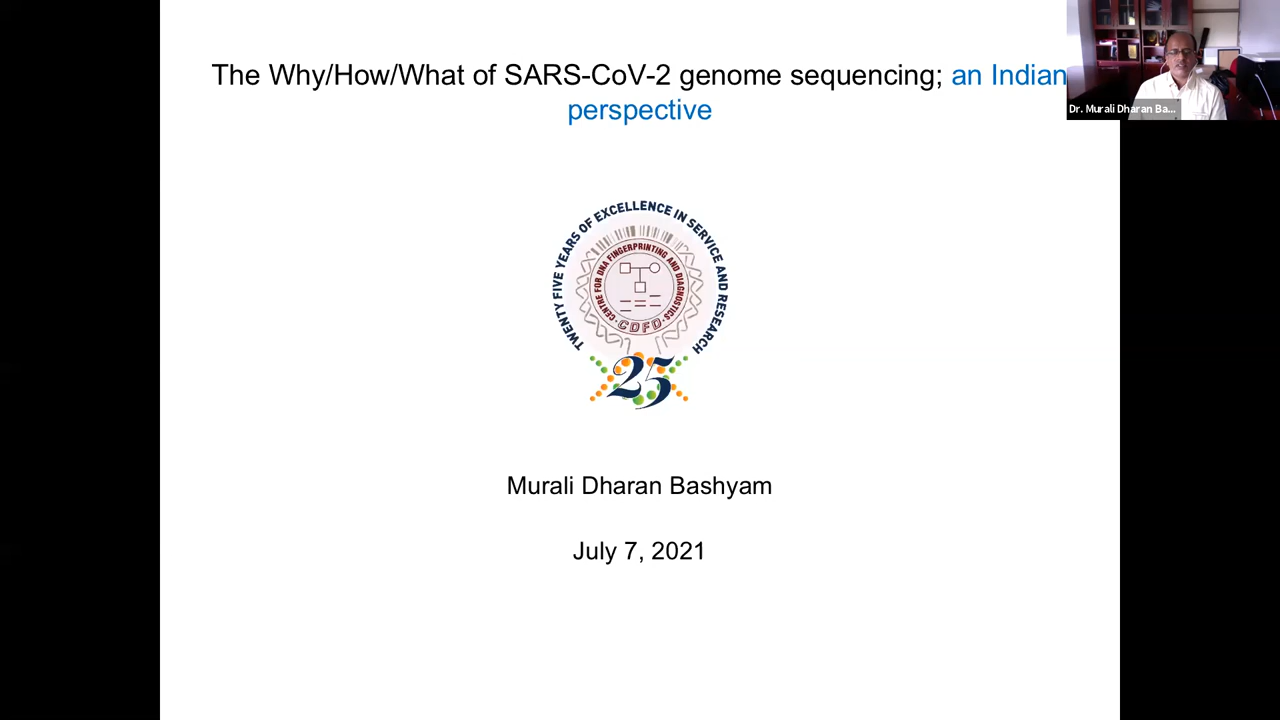 The Why/How/What of SARS-CoV-2 genome sequencing; an Indian
perspective
Dr. Murali Dharan Ba...
TWENTY FIVE YEARS OF EXCELLENCE IN SERVICE AND RESEARCH
CENTRE FOR DNA FINGERPRINTING AND DIAGNOSTICS
CDFD
25
Murali Dharan Bashyam
July 7, 2021